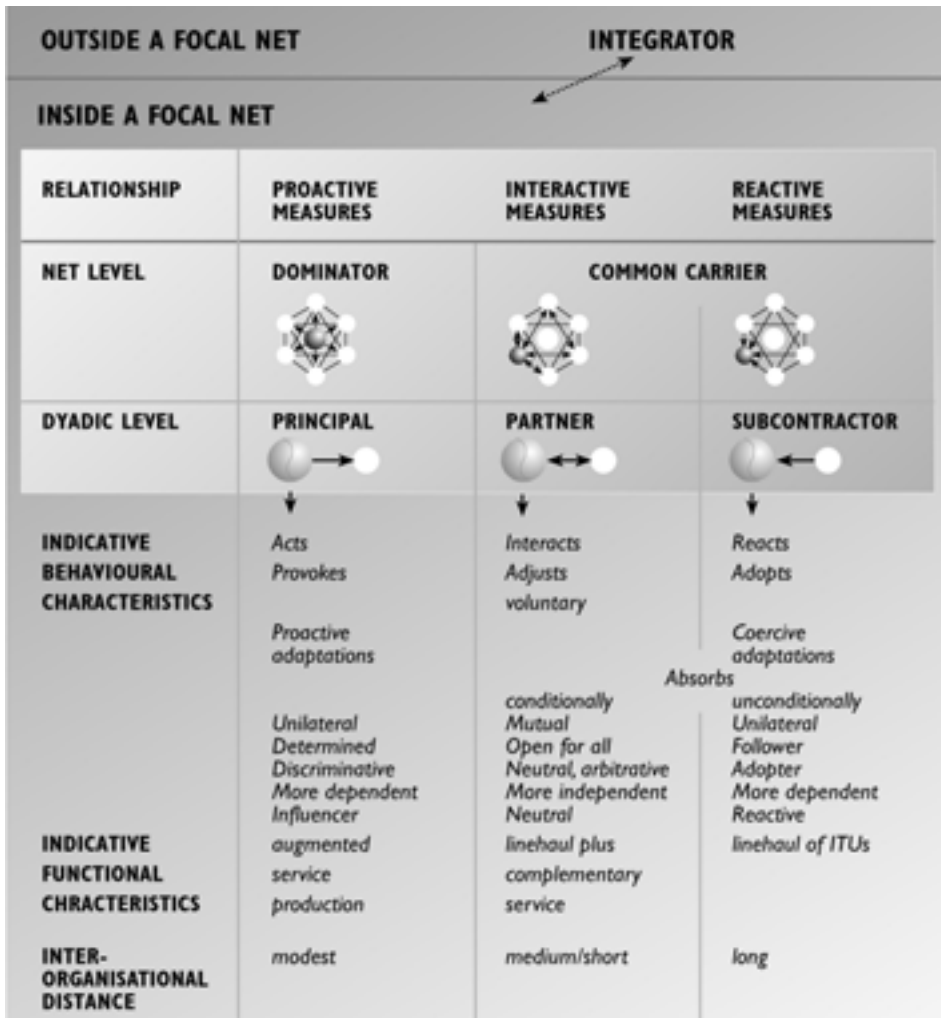 OUTSIDE A FOCAL NET INTEGRATOR
INSIDE A FOCAL NET
RELATIONSHIP PROACTIVE INTERACTIVE REACTIVE
MEASURES MEASURES MEASURES
NET LEVEL DOMINATOR COMMON CARRIER
DYADIC LEVEL PRINCIPAL PARTNER SUBCONTRACTOR
INDICATIVE Acts Interacts Reacts
BEHAVIOURAL Provokes Adjusts Adopts
CHARACTERISTICS voluntary
Proactive Coercive
adaptations adaptations
Absorbs
conditionally unconditionally
Unilateral Mutual Unilateral
Determined Open for all Follower
Discriminative Neutral, arbitrative Adopter
More dependent More independent More dependent
Influencer Neutral Reactive
INDICATIVE augmented linehaul plus linehaul of ITUs
FUNCTIONAL service complementary
CHRACTERISTICS production service
INTER- modest medium/short long
ORGANISATIONAL
DISTANCE